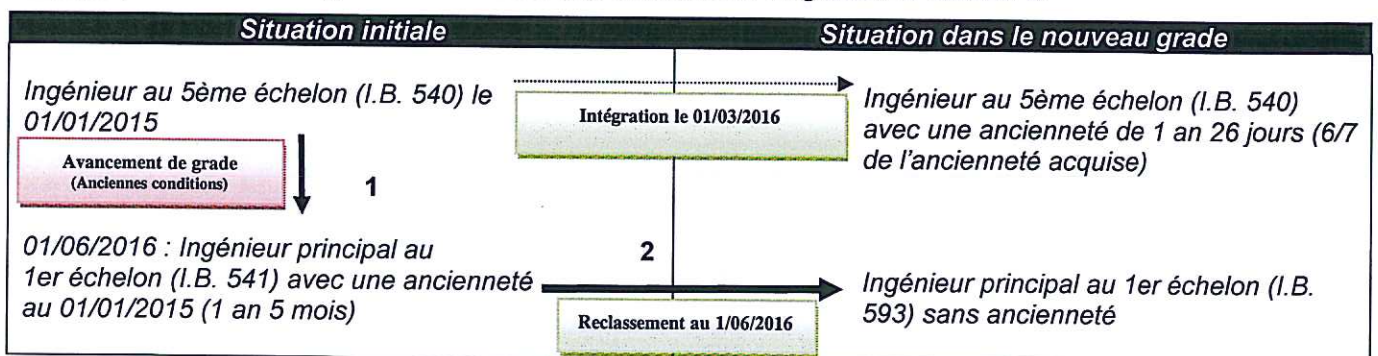 Situation initiale
Situation dans le nouveau grade
Ingénieur au 5ème échelon (I.B. 540) le
01/01/2015
Avancement de grade
(Anciennes conditions)
1
01/06/2016 : Ingénieur principal au
1er échelon (I.B. 541) avec une ancienneté
au 01/01/2015 (1 an 5 mois)
Intégration le 01/03/2016
2
Reclassement au 1/06/2016
Ingénieur au 5ème échelon (I.B. 540)
avec une ancienneté de 1 an 26 jours (6/7
de l'ancienneté acquise)
Ingénieur principal au 1er échelon (I.B.
593) sans ancienneté